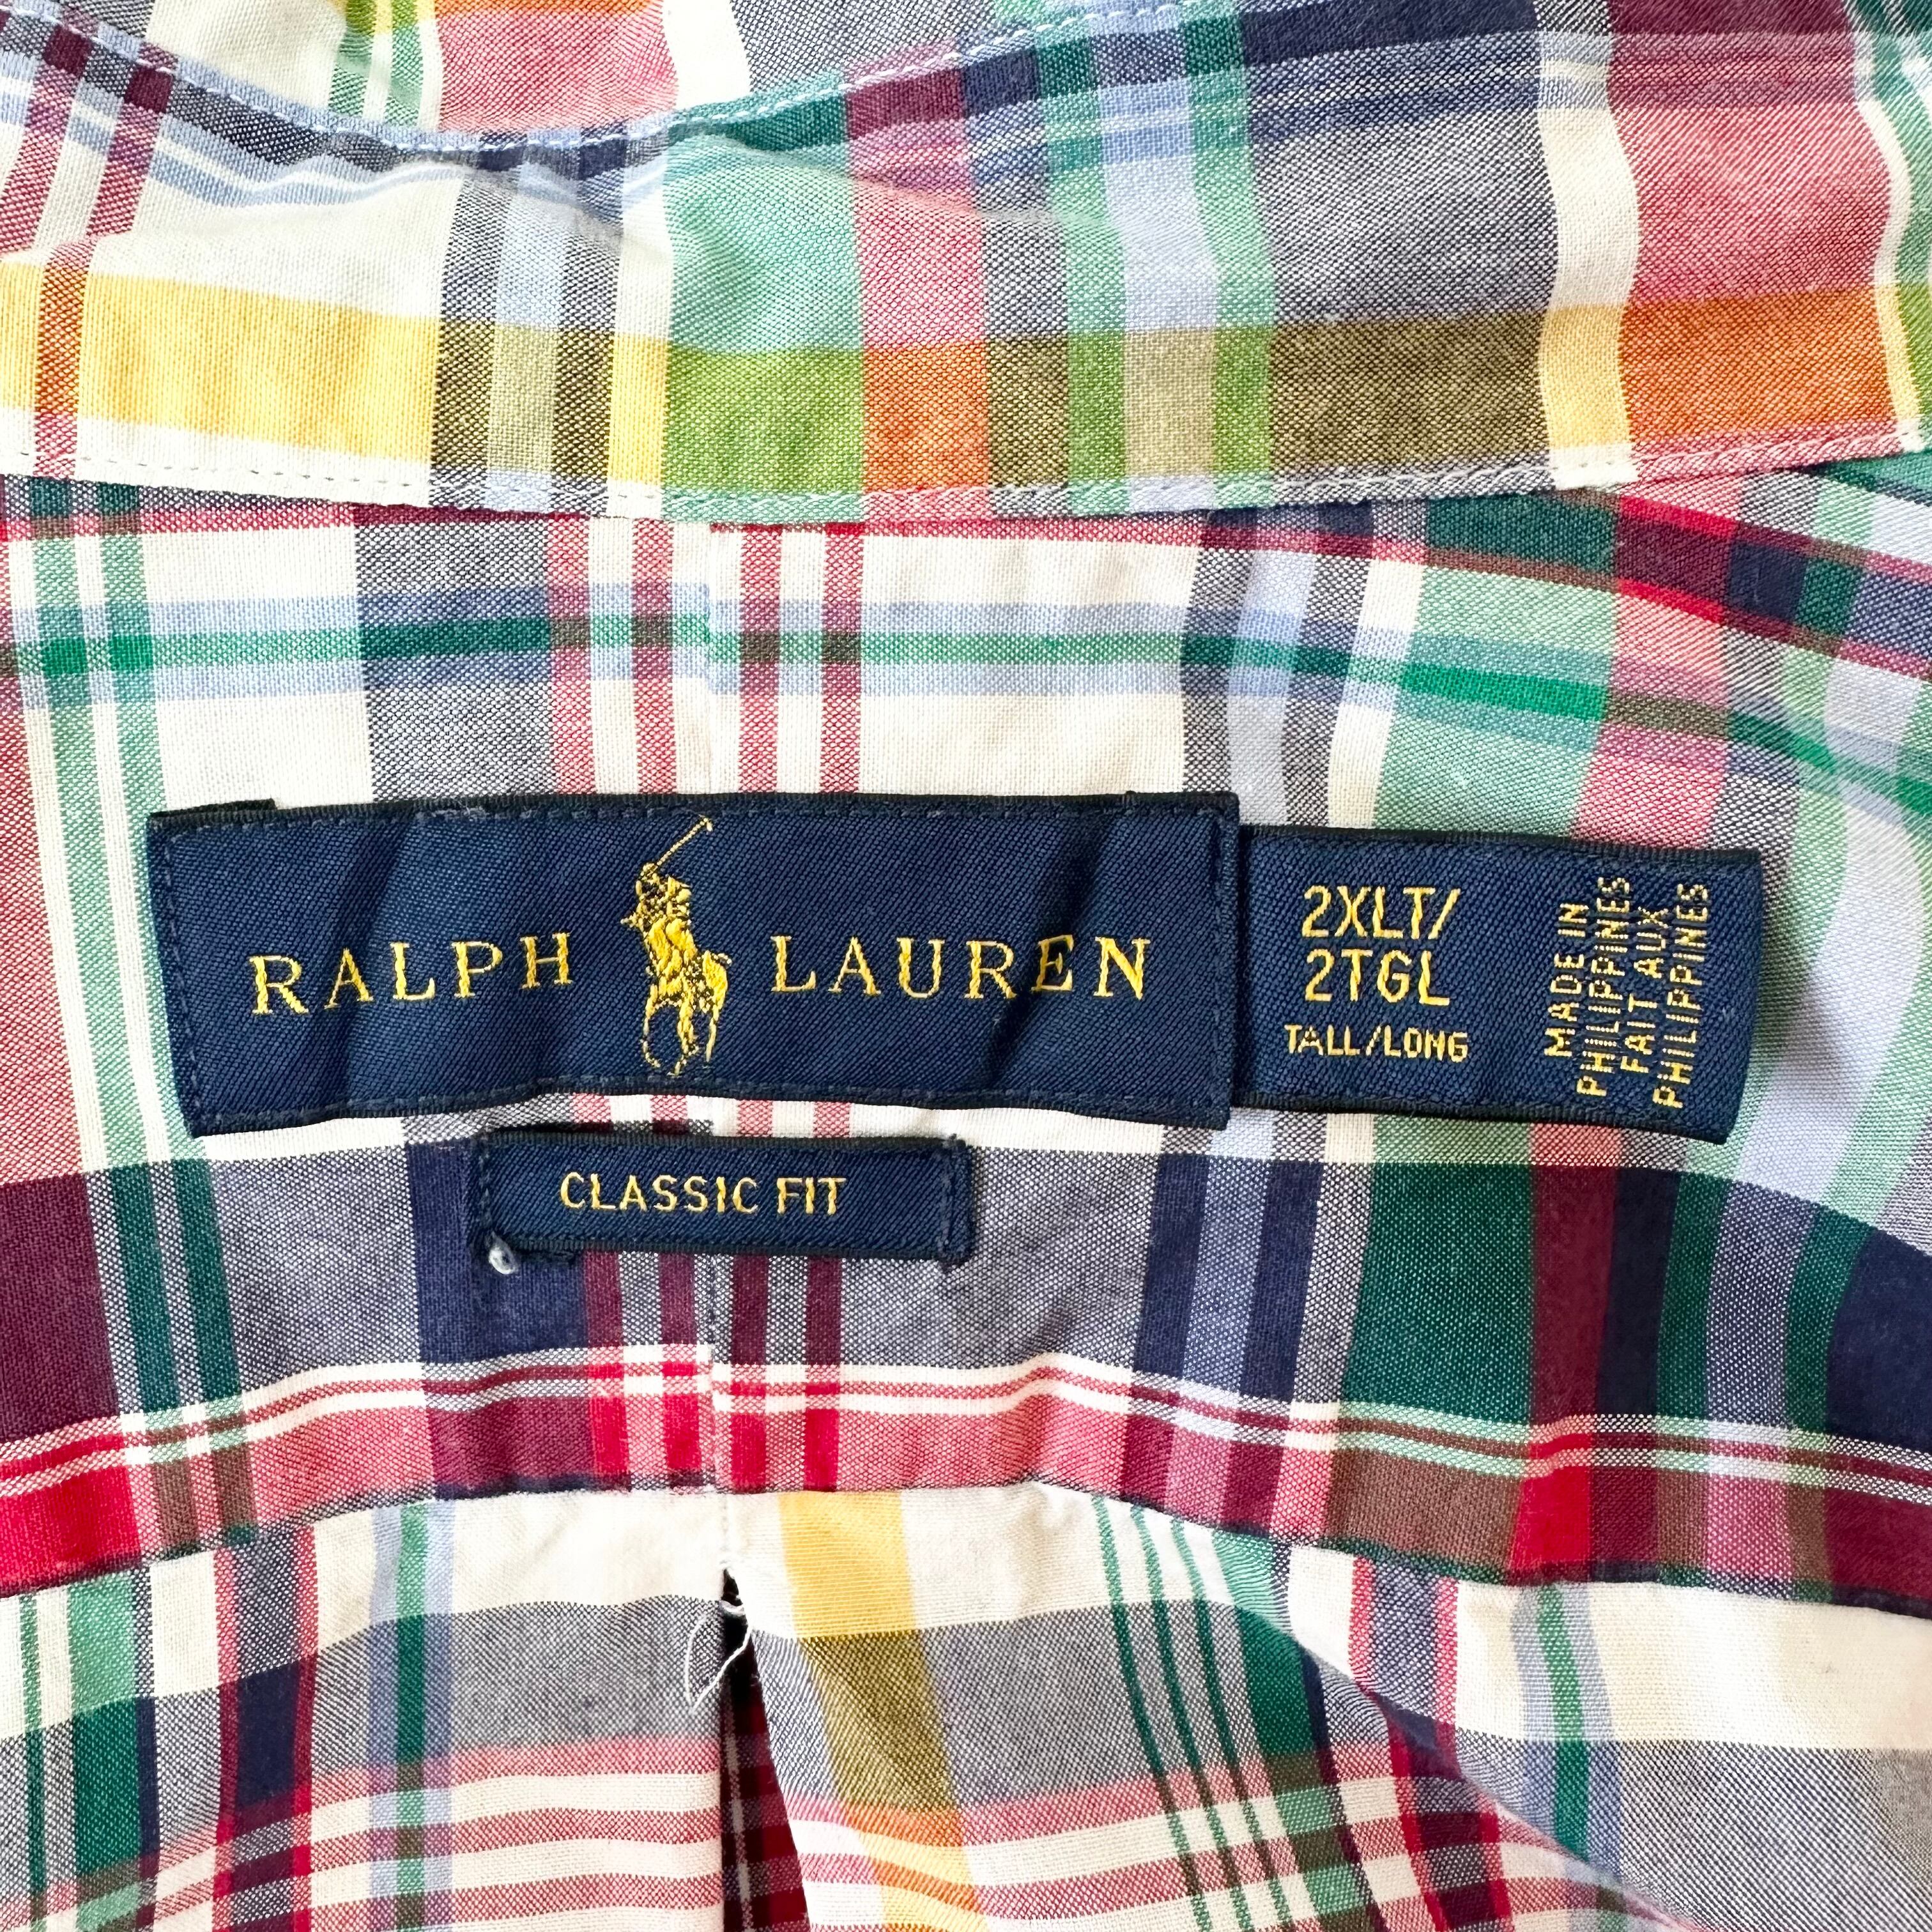 RALPH LAUREN
2XLT/
2TGL
TALL/LONG
MADE IN
PHILIPPINES
FAIT AUX
PHILIPPINES
CLASSIC FIT